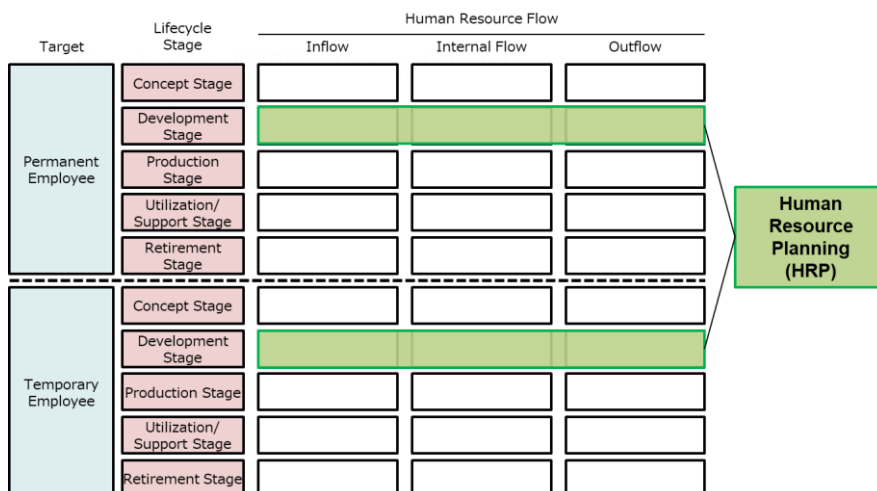 Human Resource Flow
Target
Lifecycle
Stage
Inflow
Internal Flow
Outflow
Permanent
Employee
Concept Stage
Development
Stage
Production
Stage
Utilization/
Support Stage
Retirement
Stage
Human
Resource
Planning
(HRP)
Temporary
Employee
Concept Stage
Development
Stage
Production Stage
Utilization/
Support Stage
Retirement Stage